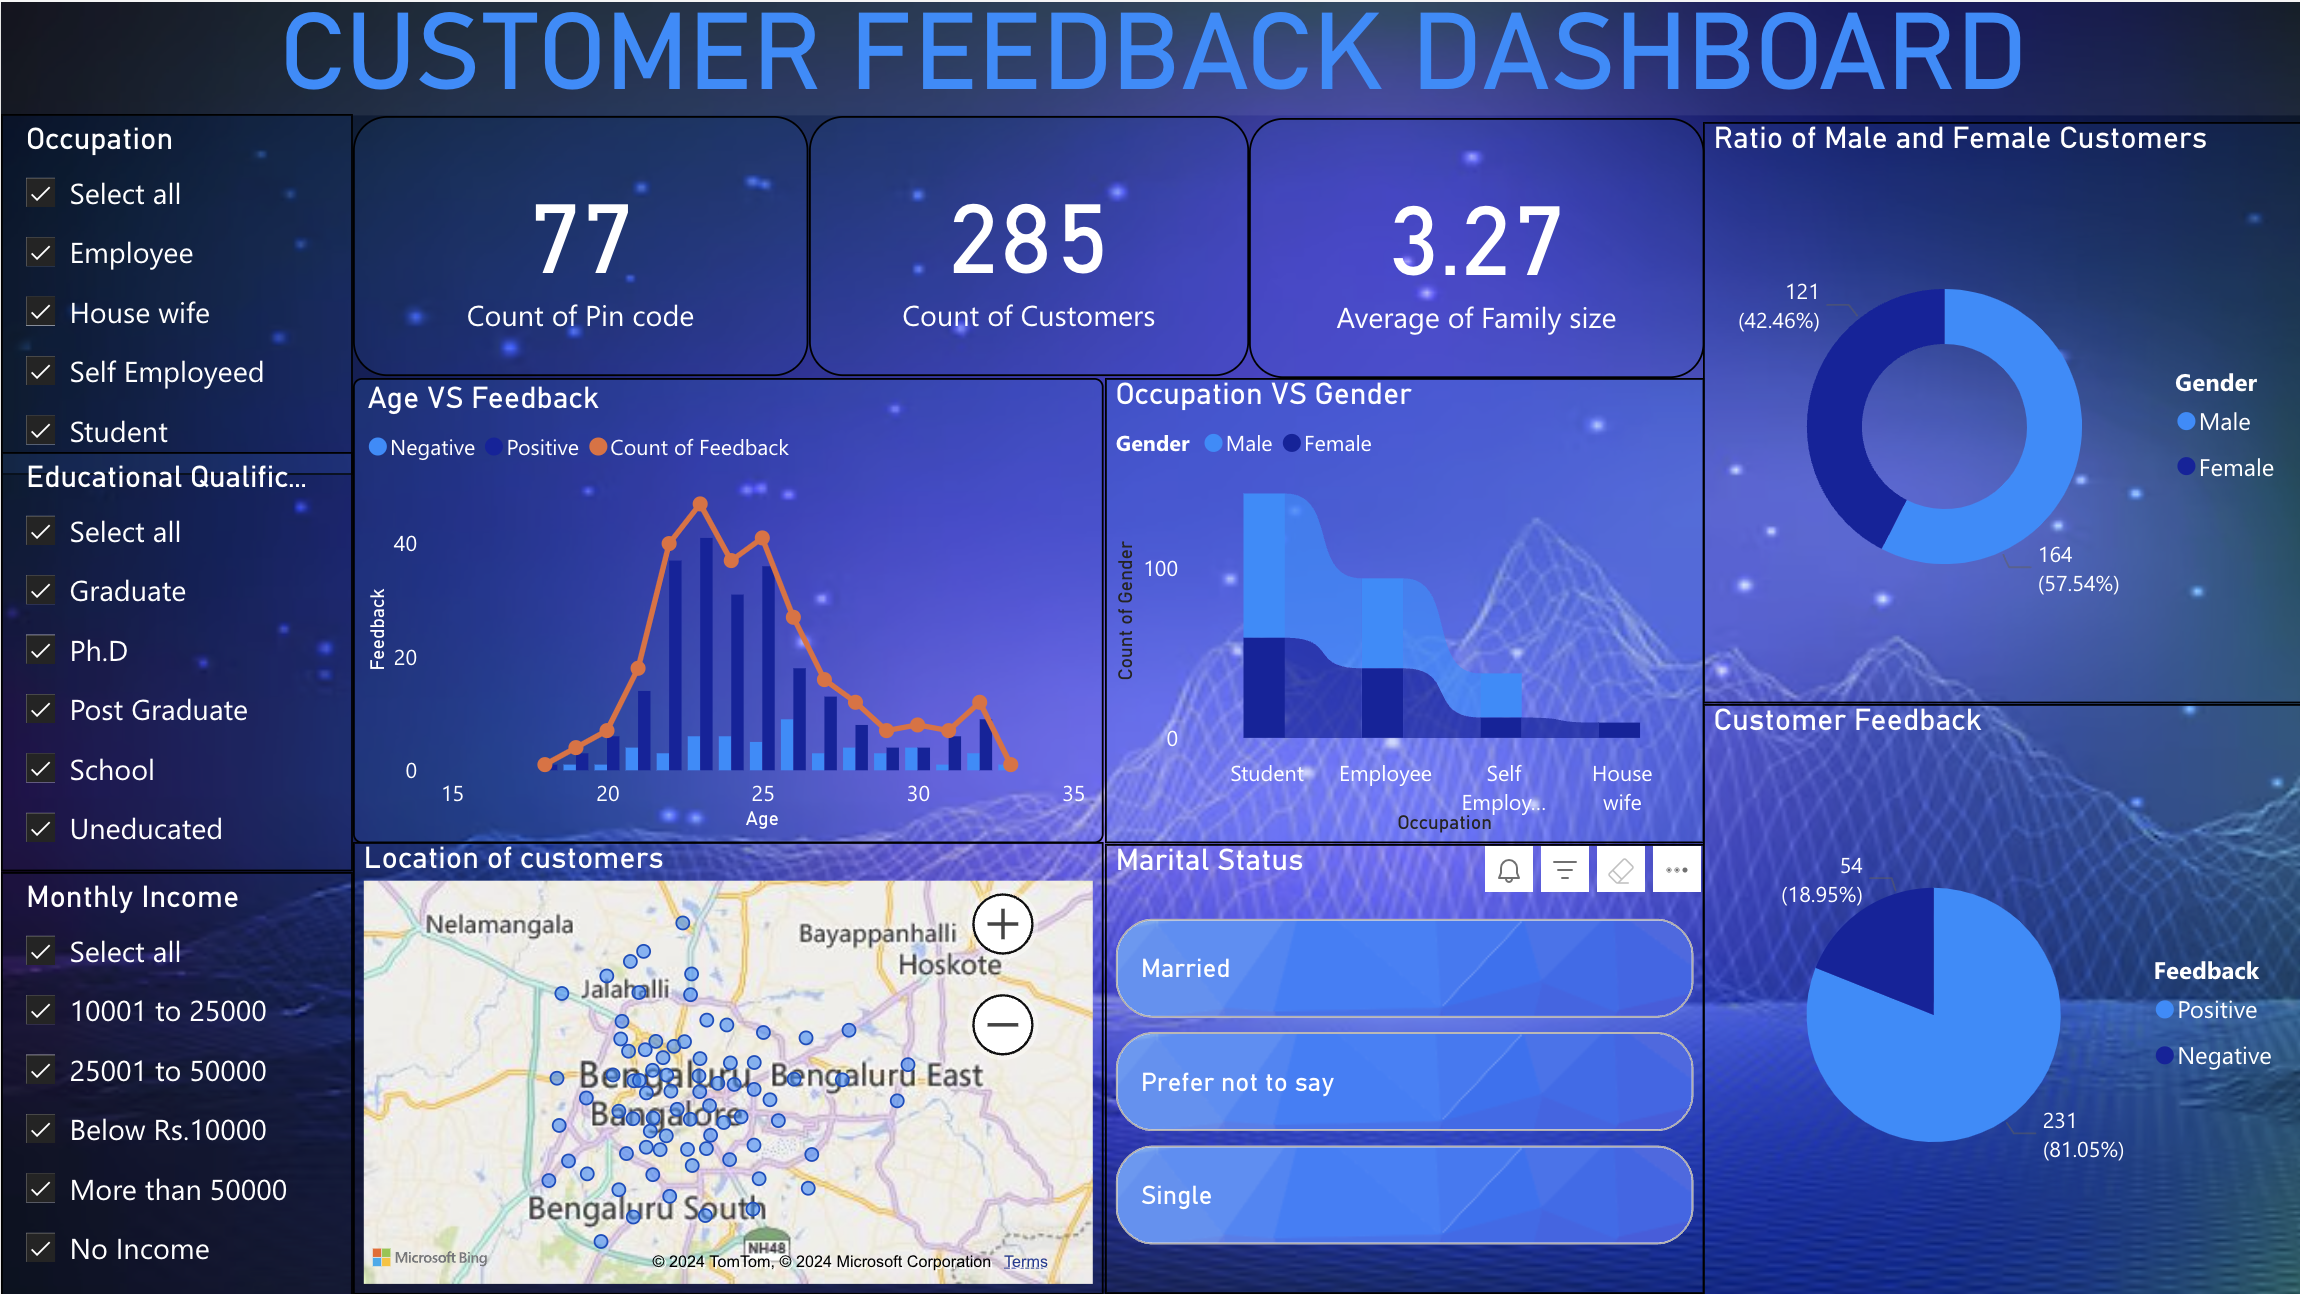 CUSTOMER FEEDBACK DASHBOARD
Occupation
Select all
Employee
House wife
Self Employeed
Student
Educational Qualific...
Select all
Graduate
Ph.D
Post Graduate
School
Uneducated
Monthly Income
Select all
10001 to 25000
25001 to 50000
Below Rs.10000
More than 50000
No Income
77
Count of Pin code
285
Count of Customers
3.27
Average of Family size
Age VS Feedback
Negative Positive Count of Feedback
Feedback
40
20
0
15 20 25 30 35
Age
Occupation VS Gender
Gender Male Female
Count of Gender
100
0
Student Employee Self House
Employ... wife
Occupation
Location of customers
Nelamangala
Bayappanhalli
Hoskote
Jalahalli
Bengaluru Bengaluru East
Bangalore
Bengaluru South
NH48
Microsoft Bing
© 2024 TomTom, © 2024 Microsoft Corporation Terms
Marital Status
Married
Prefer not to say
Single
Ratio of Male and Female Customers
121
(42.46%)
164
(57.54%)
Gender
Male
Female
Customer Feedback
54
(18.95%)
231
(81.05%)
Feedback
Positive
Negative